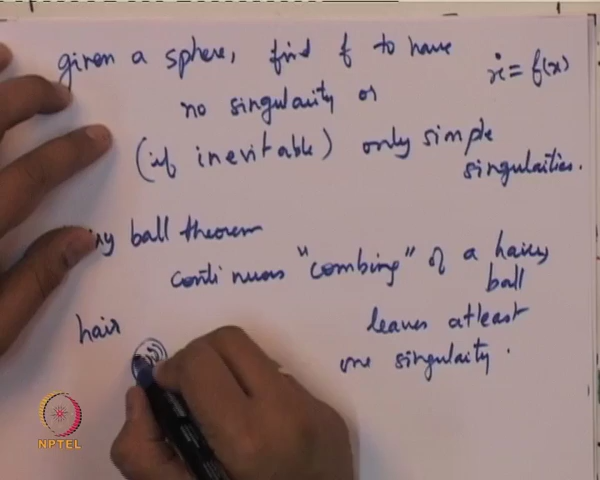 given a sphere, find f to have
ẋ = f(x)
no singularity or
(if inevitable) only simple
singularities.
ball theorem
continuous "combing" of a hairy
ball
hair
leaves atleast
one singularity.
NPTEL